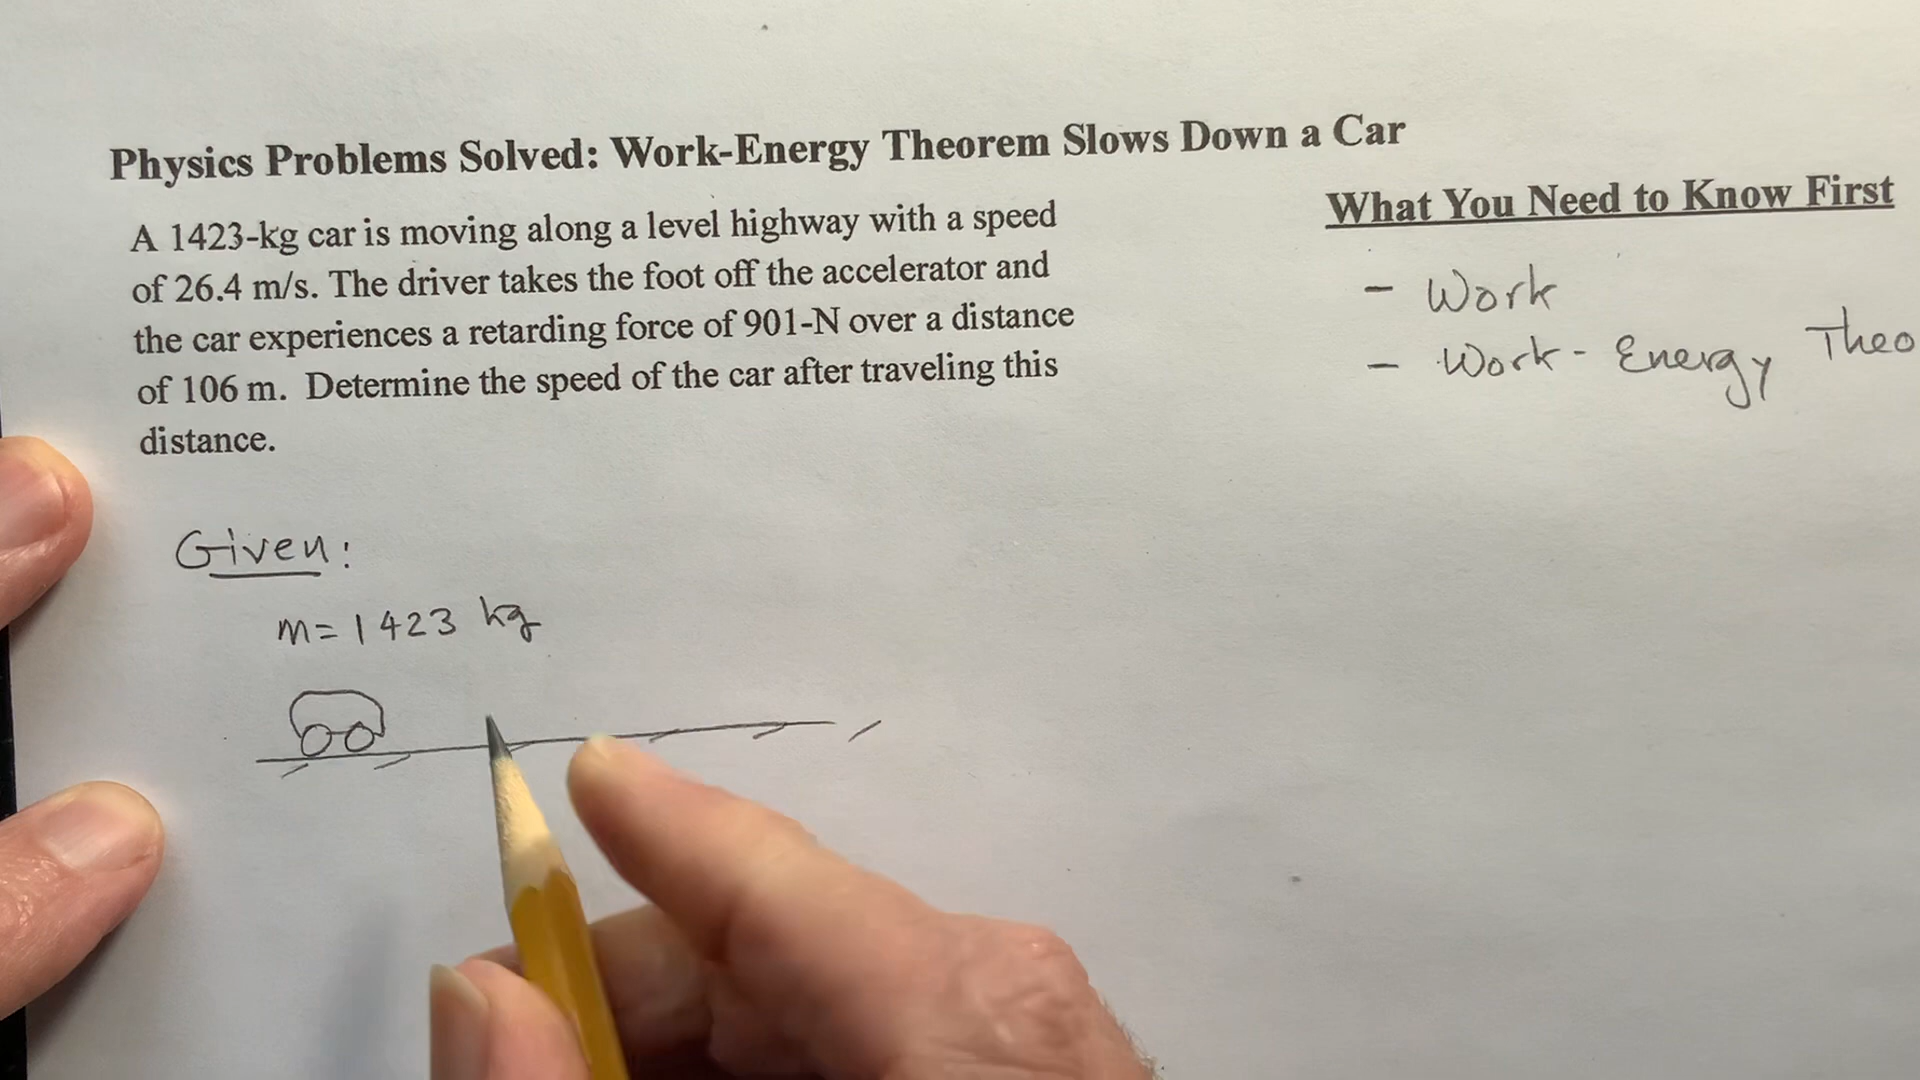 Physics Problems Solved: Work-Energy Theorem Slows Down a Car
A 1423-kg car is moving along a level highway with a speed
of 26.4 m/s. The driver takes the foot off the accelerator and
the car experiences a retarding force of 901-N over a distance
of 106 m. Determine the speed of the car after traveling this
distance.
What You Need to Know First
- Work
- Work-Energy Theo
Given:
m = 1423 kg